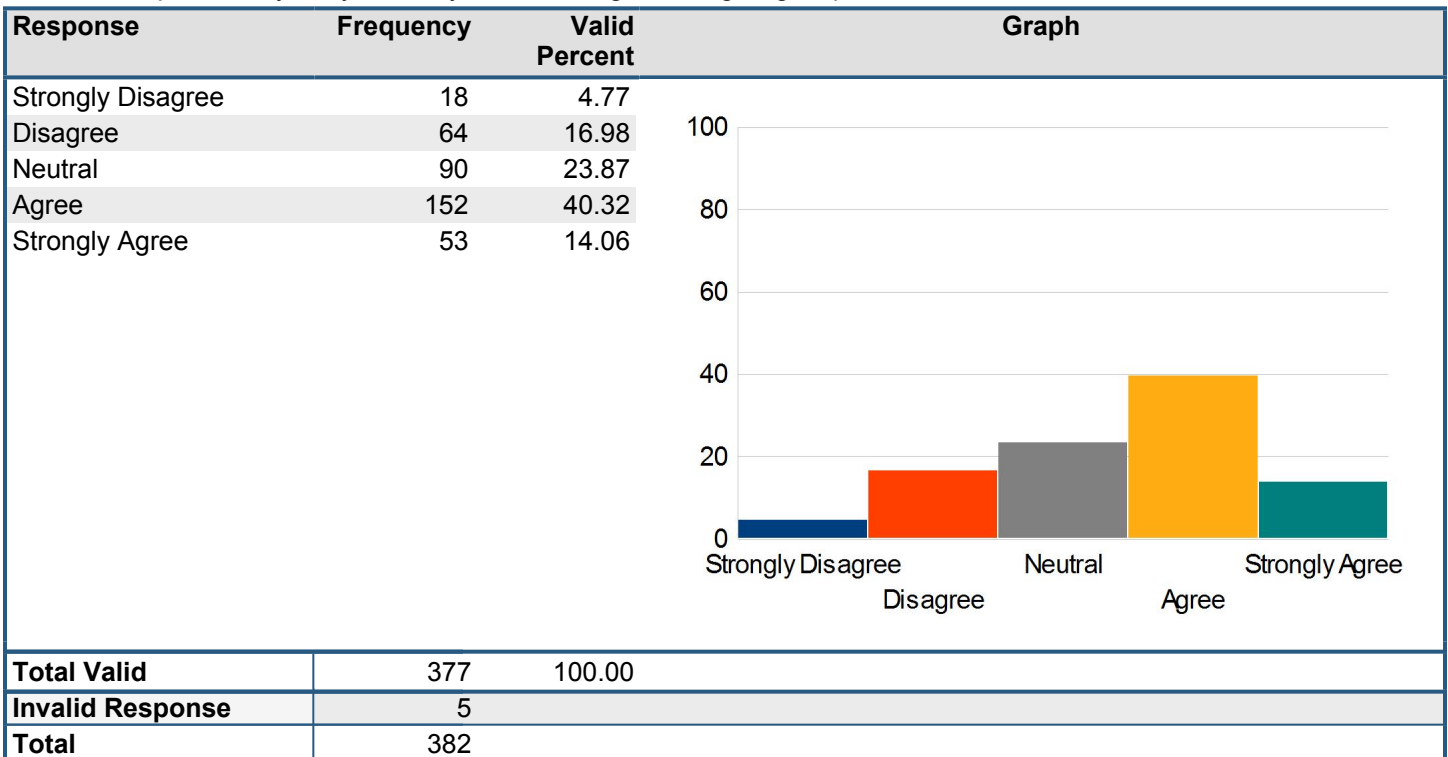 Response Frequency Valid Percent Graph
Strongly Disagree 18 4.77
Disagree 64 16.98
Neutral 90 23.87
Agree 152 40.32
Strongly Agree 53 14.06
100
80
60
40
20
0
Strongly Disagree Neutral Strongly Agree
Disagree Agree
Total Valid 377 100.00
Invalid Response 5
Total 382